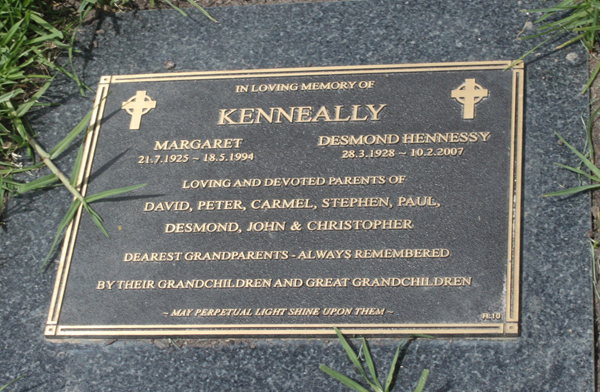 IN LOVING MEMORY OF
KENNEALLY
MARGARET DESMOND HENNESSY
21.7.1925 ~ 18.5.1994 28.3.1928 ~ 10.2.2007
LOVING AND DEVOTED PARENTS OF
DAVID, PETER, CARMEL, STEPHEN, PAUL,
DESMOND, JOHN & CHRISTOPHER
DEAREST GRANDPARENTS - ALWAYS REMEMBERED
BY THEIR GRANDCHILDREN AND GREAT GRANDCHILDREN
~ MAY PERPETUAL LIGHT SHINE UPON THEM ~